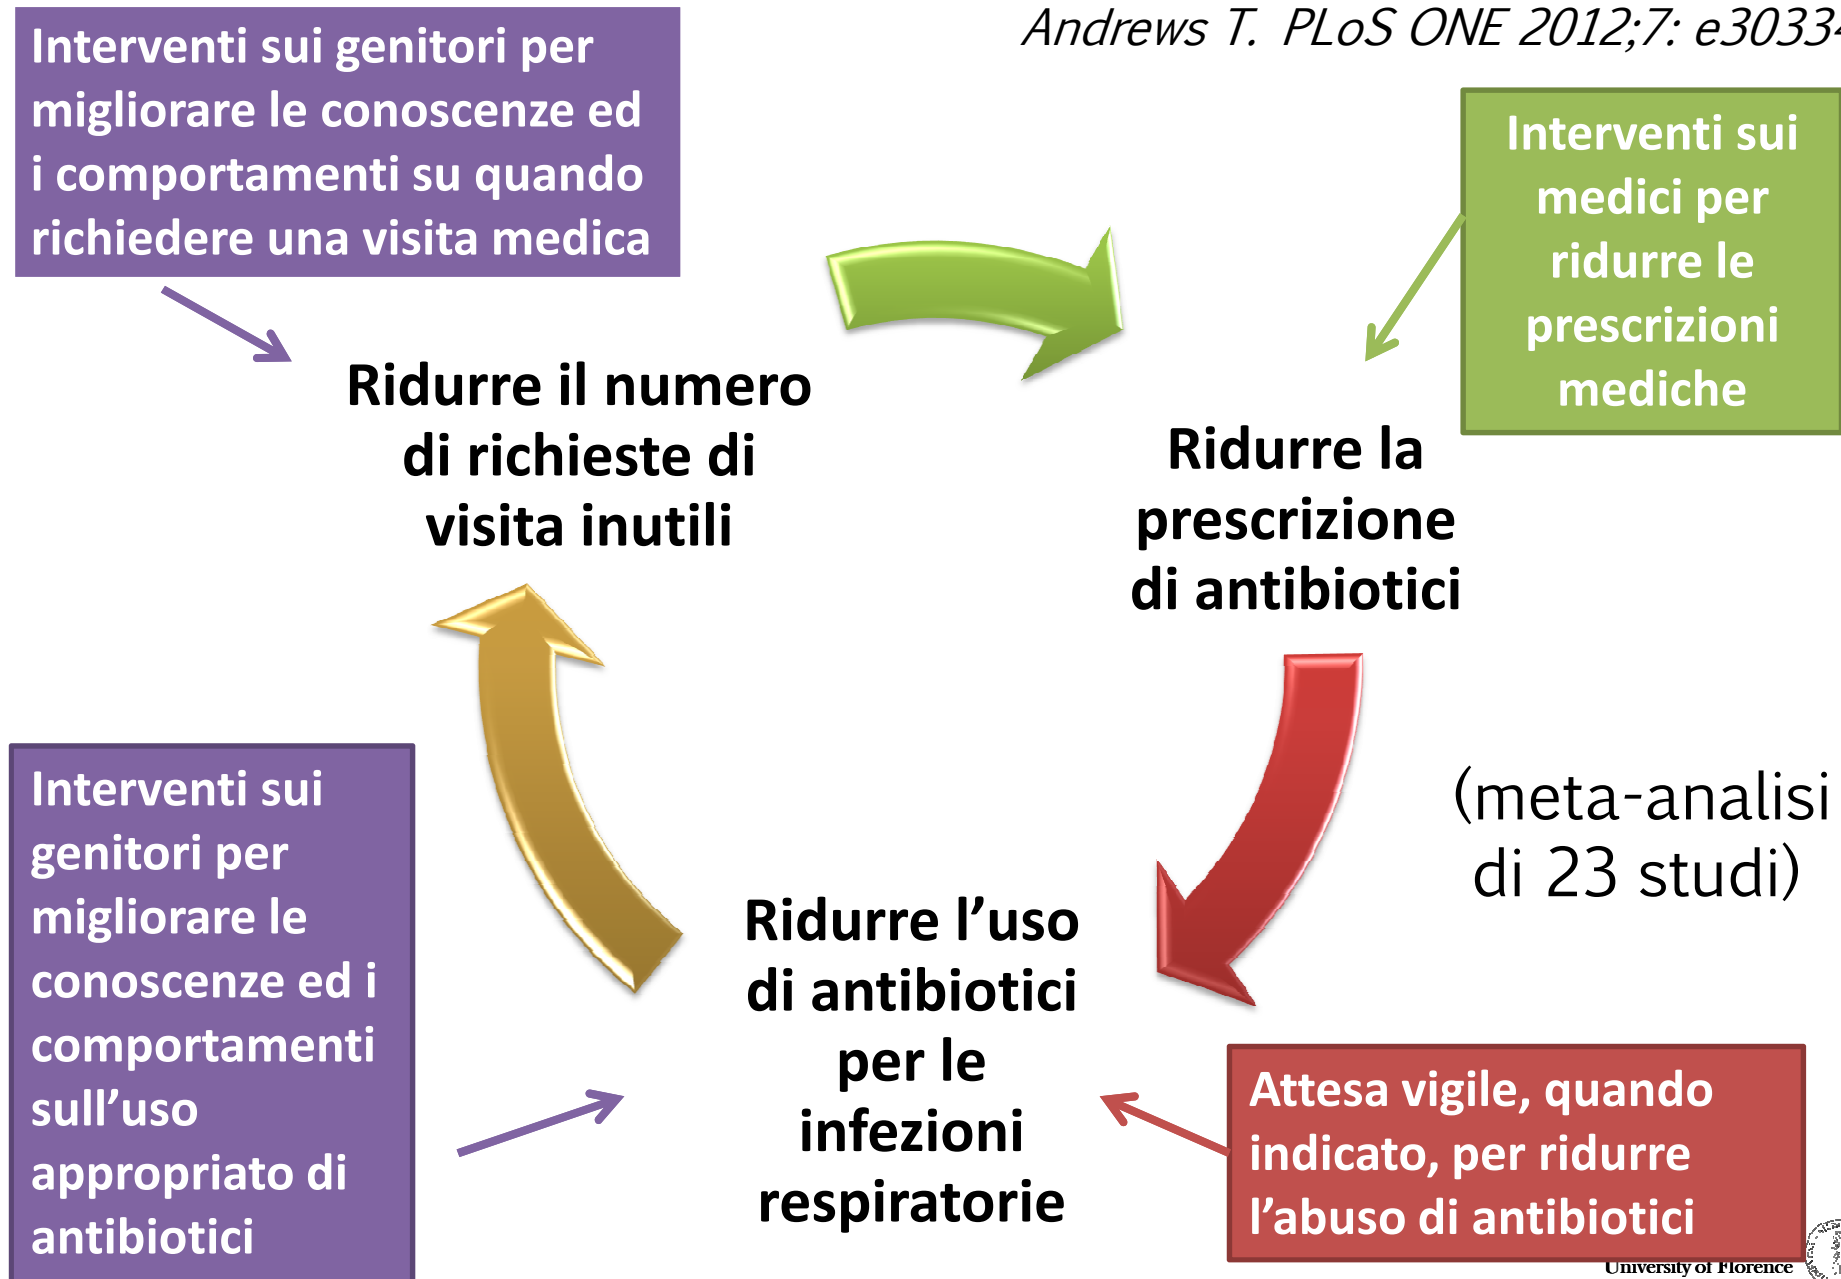 Andrews T. PLoS ONE 2012;7: e30334
Interventi sui genitori per
migliorare le conoscenze ed
i comportamenti su quando
richiedere una visita medica
Interventi sui
medici per
ridurre le
prescrizioni
mediche
Ridurre il numero
di richieste di
visita inutili
Ridurre la
prescrizione
di antibiotici
(meta-analisi
di 23 studi)
Interventi sui
genitori per
migliorare le
conoscenze ed i
comportamenti
sull’uso
appropriato di
antibiotici
Ridurre l’uso
di antibiotici
per le
infezioni
respiratorie
Attesa vigile, quando
indicato, per ridurre
l’abuso di antibiotici
University of Florence